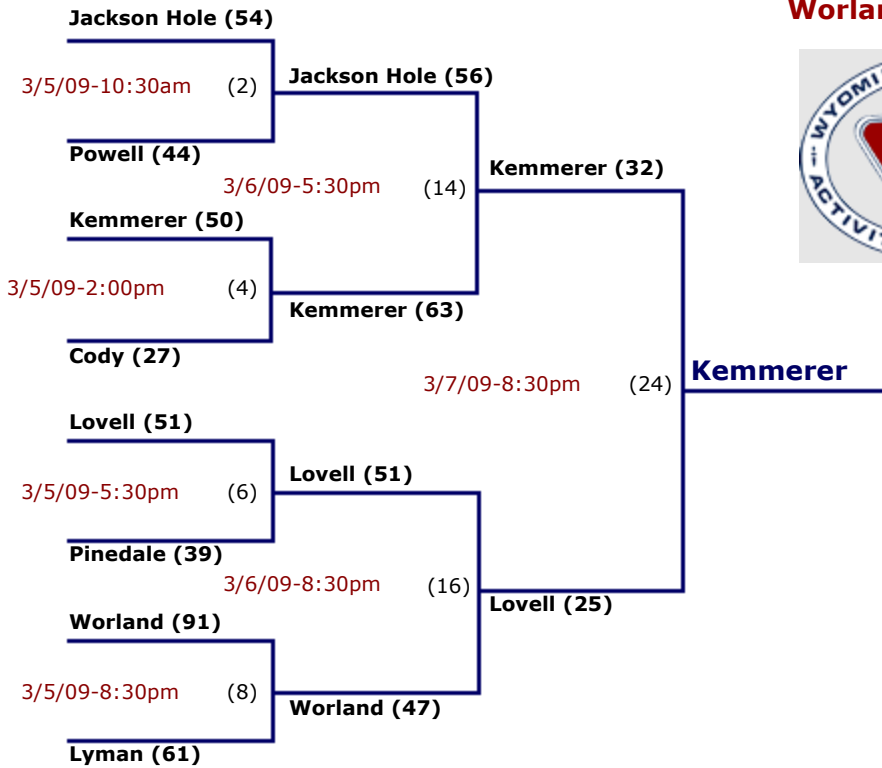 Jackson Hole (54)
3/5/09-10:30am (2)
Powell (44)
Jackson Hole (56)
3/6/09-5:30pm (14)
Kemmerer (50)
3/5/09-2:00pm (4)
Cody (27)
Kemmerer (63)
Kemmerer (32)
3/7/09-8:30pm (24)
Kemmerer
Lovell (51)
3/5/09-5:30pm (6)
Pinedale (39)
Lovell (51)
3/6/09-8:30pm (16)
Lovell (25)
Worland (91)
3/5/09-8:30pm (8)
Lyman (61)
Worland (47)